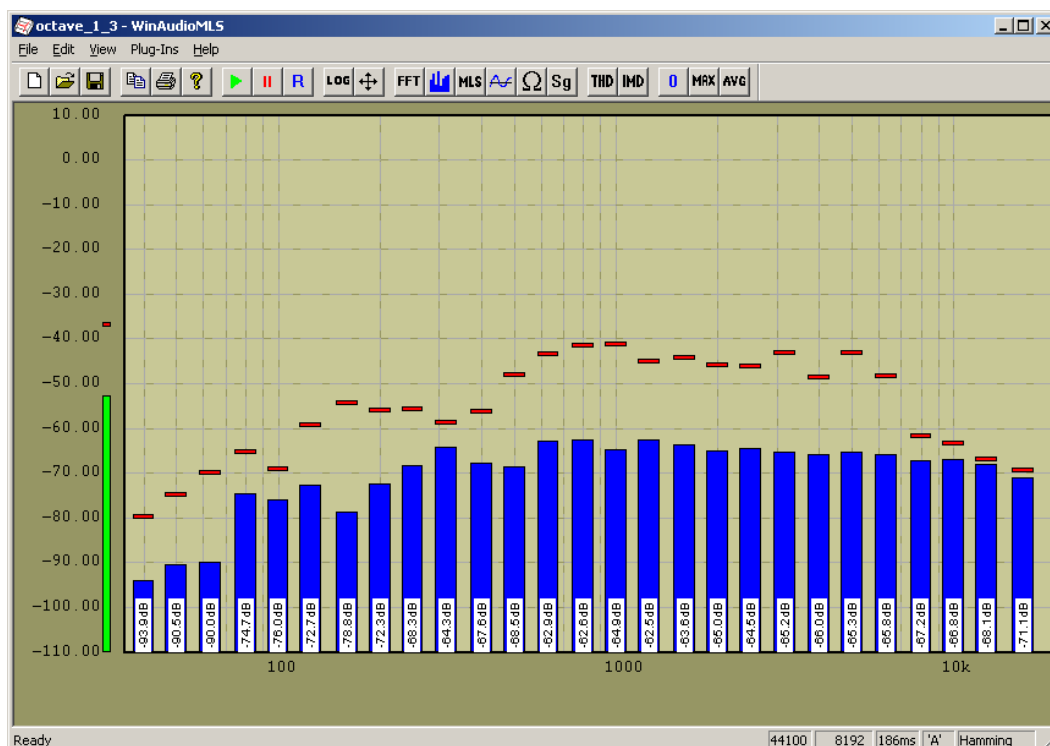 octave_1_3 - WinAudioMLS
File Edit View Plug-Ins Help
R LOG FFT MLS Ω Sg THD IMD 0 MAX AVG
10.00
0.00
-10.00
-20.00
-30.00
-40.00
-50.00
-60.00
-70.00
-80.00
-90.00
-100.00
-110.00
-93.9dB
-90.5dB
-90.0dB
-74.7dB
-76.0dB
-72.7dB
-78.8dB
-72.3dB
-68.3dB
-64.3dB
-67.6dB
-68.5dB
-62.9dB
-62.6dB
-64.9dB
-62.5dB
-63.6dB
-65.0dB
-64.5dB
-65.2dB
-66.0dB
-65.3dB
-65.8dB
-67.2dB
-66.8dB
-68.1dB
-71.1dB
100 1000 10k
Ready 44100 8192 186ms 'A' Hamming